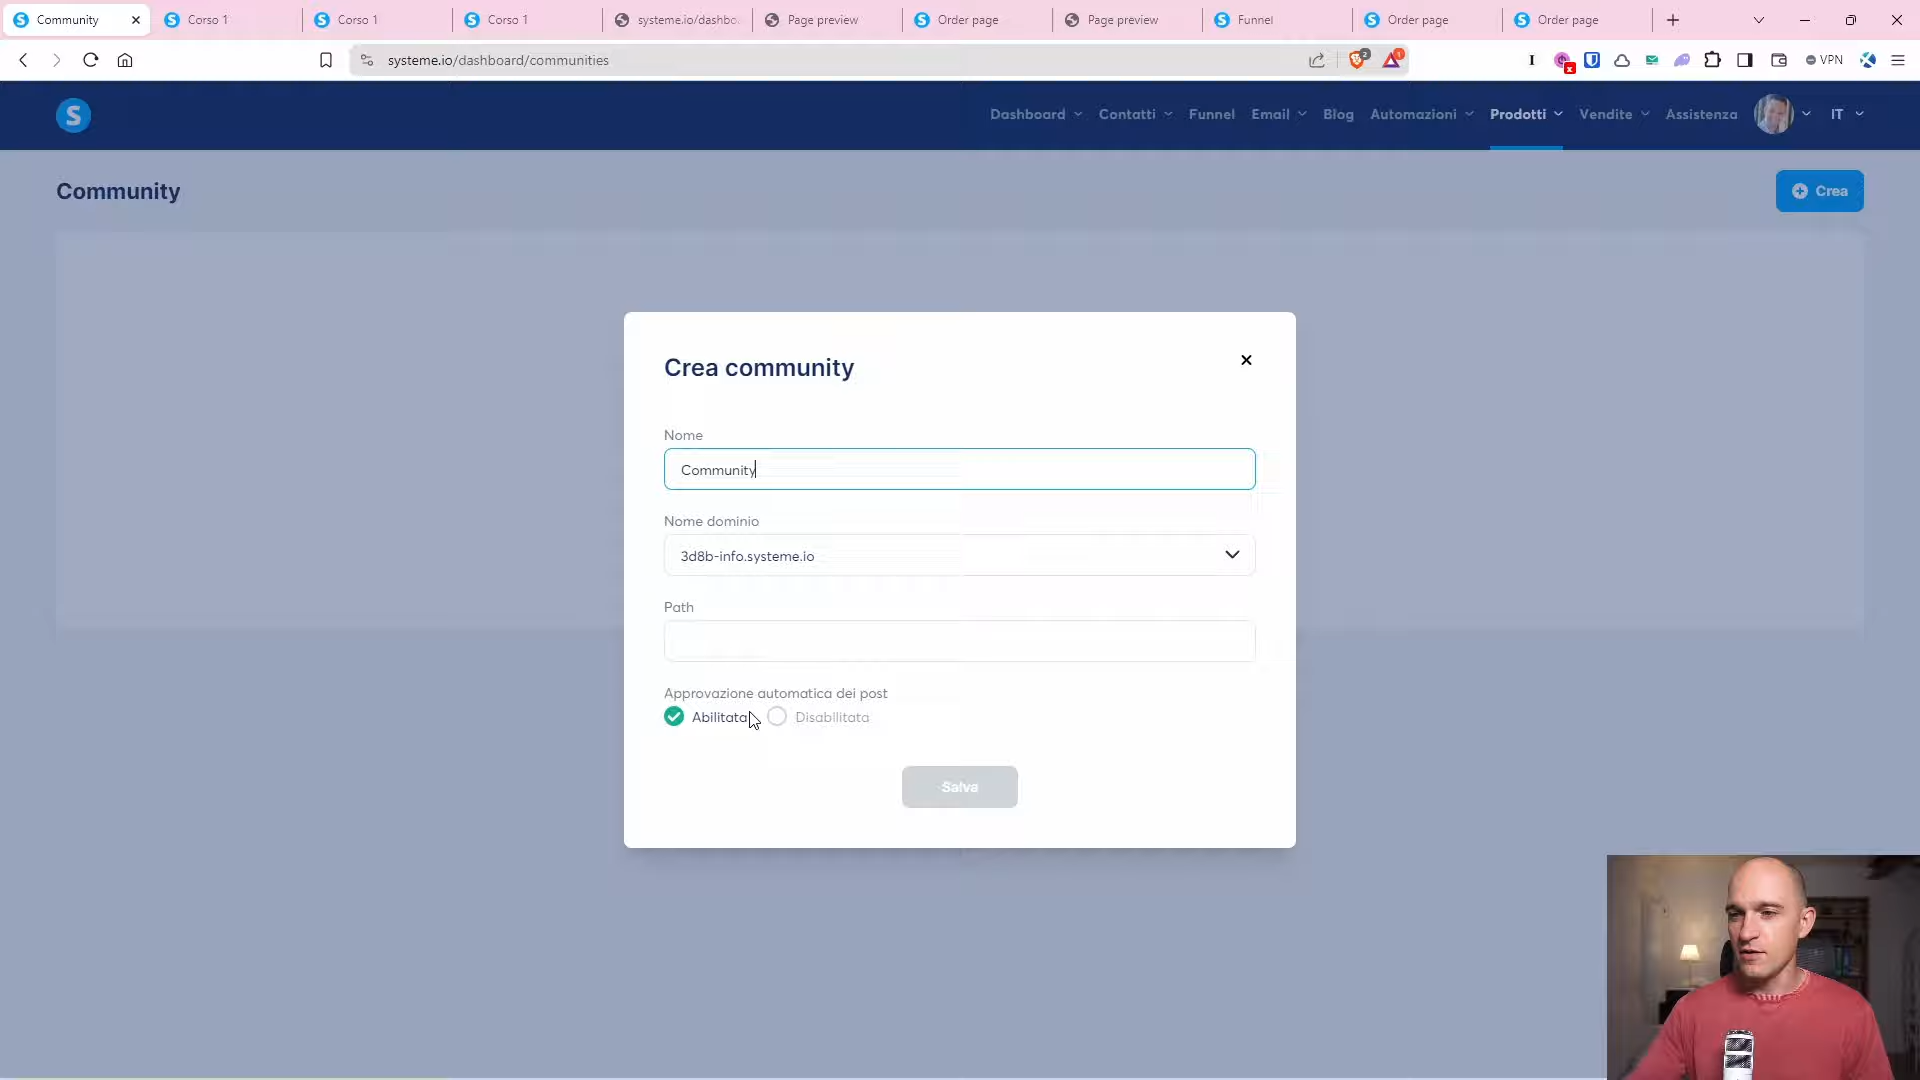 Community
Corso 1
Corso 1
Corso 1
systeme.io/dashbo
Page preview
Order page
Page preview
Funnel
Order page
Order page
systeme.io/dashboard/communities
2
1
VPN
S
Dashboard
Contatti
Funnel
Email
Blog
Automazioni
Prodotti
Vendite
Assistenza
IT
Community
Crea
Crea community
Nome
Community
Nome dominio
3d8b-info.systeme.io
Path
Approvazione automatica dei post
Abilitata
Disabilitata
Salva